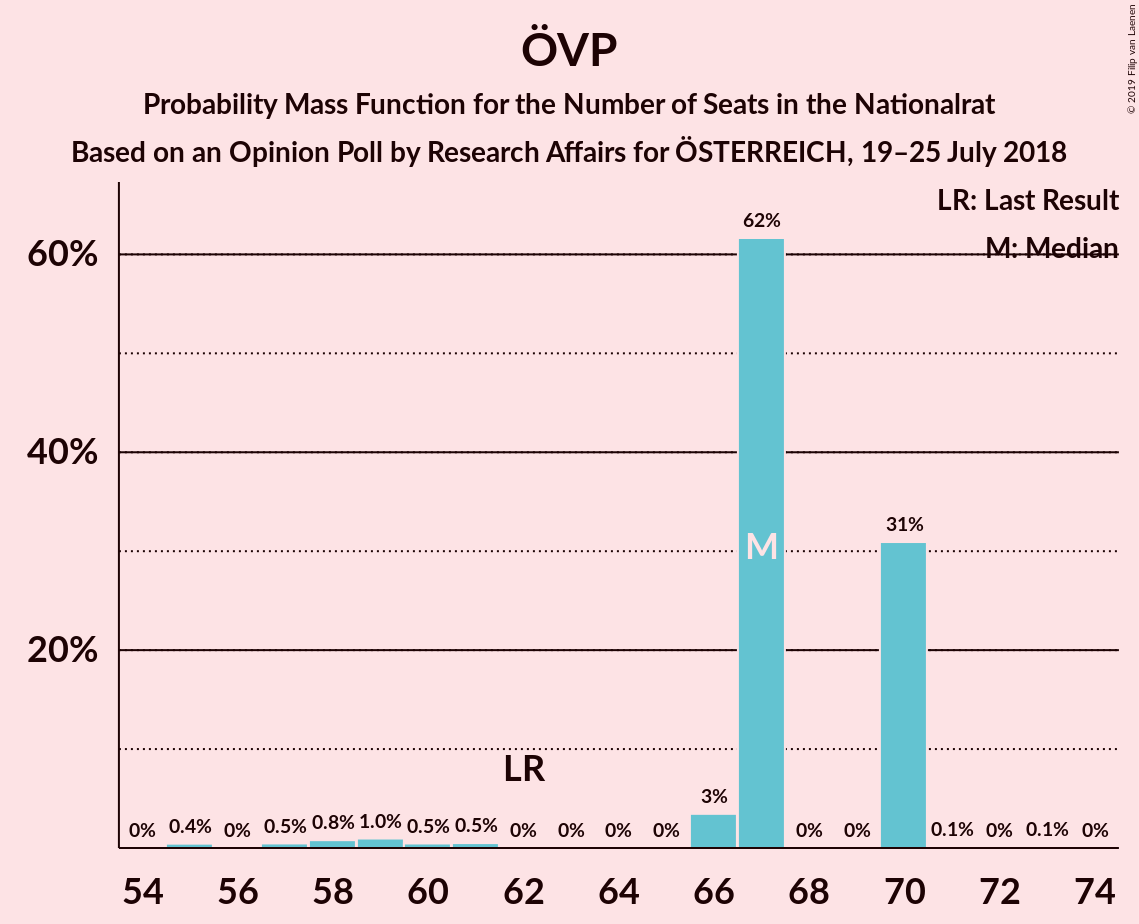 ÖVP
Probability Mass Function for the Number of Seats in the Nationalrat
Based on an Opinion Poll by Research Affairs for ÖSTERREICH, 19–25 July 2018
© 2019 Filip van Laenen
LR: Last Result
M: Median
60%
40%
20%
0% 0.4% 0% 0.5% 0.8% 1.0% 0.5% 0.5% 0% 0% 0% 0% 3% 62% 0% 0% 31% 0.1% 0% 0.1% 0%
LR
M
54 56 58 60 62 64 66 68 70 72 74